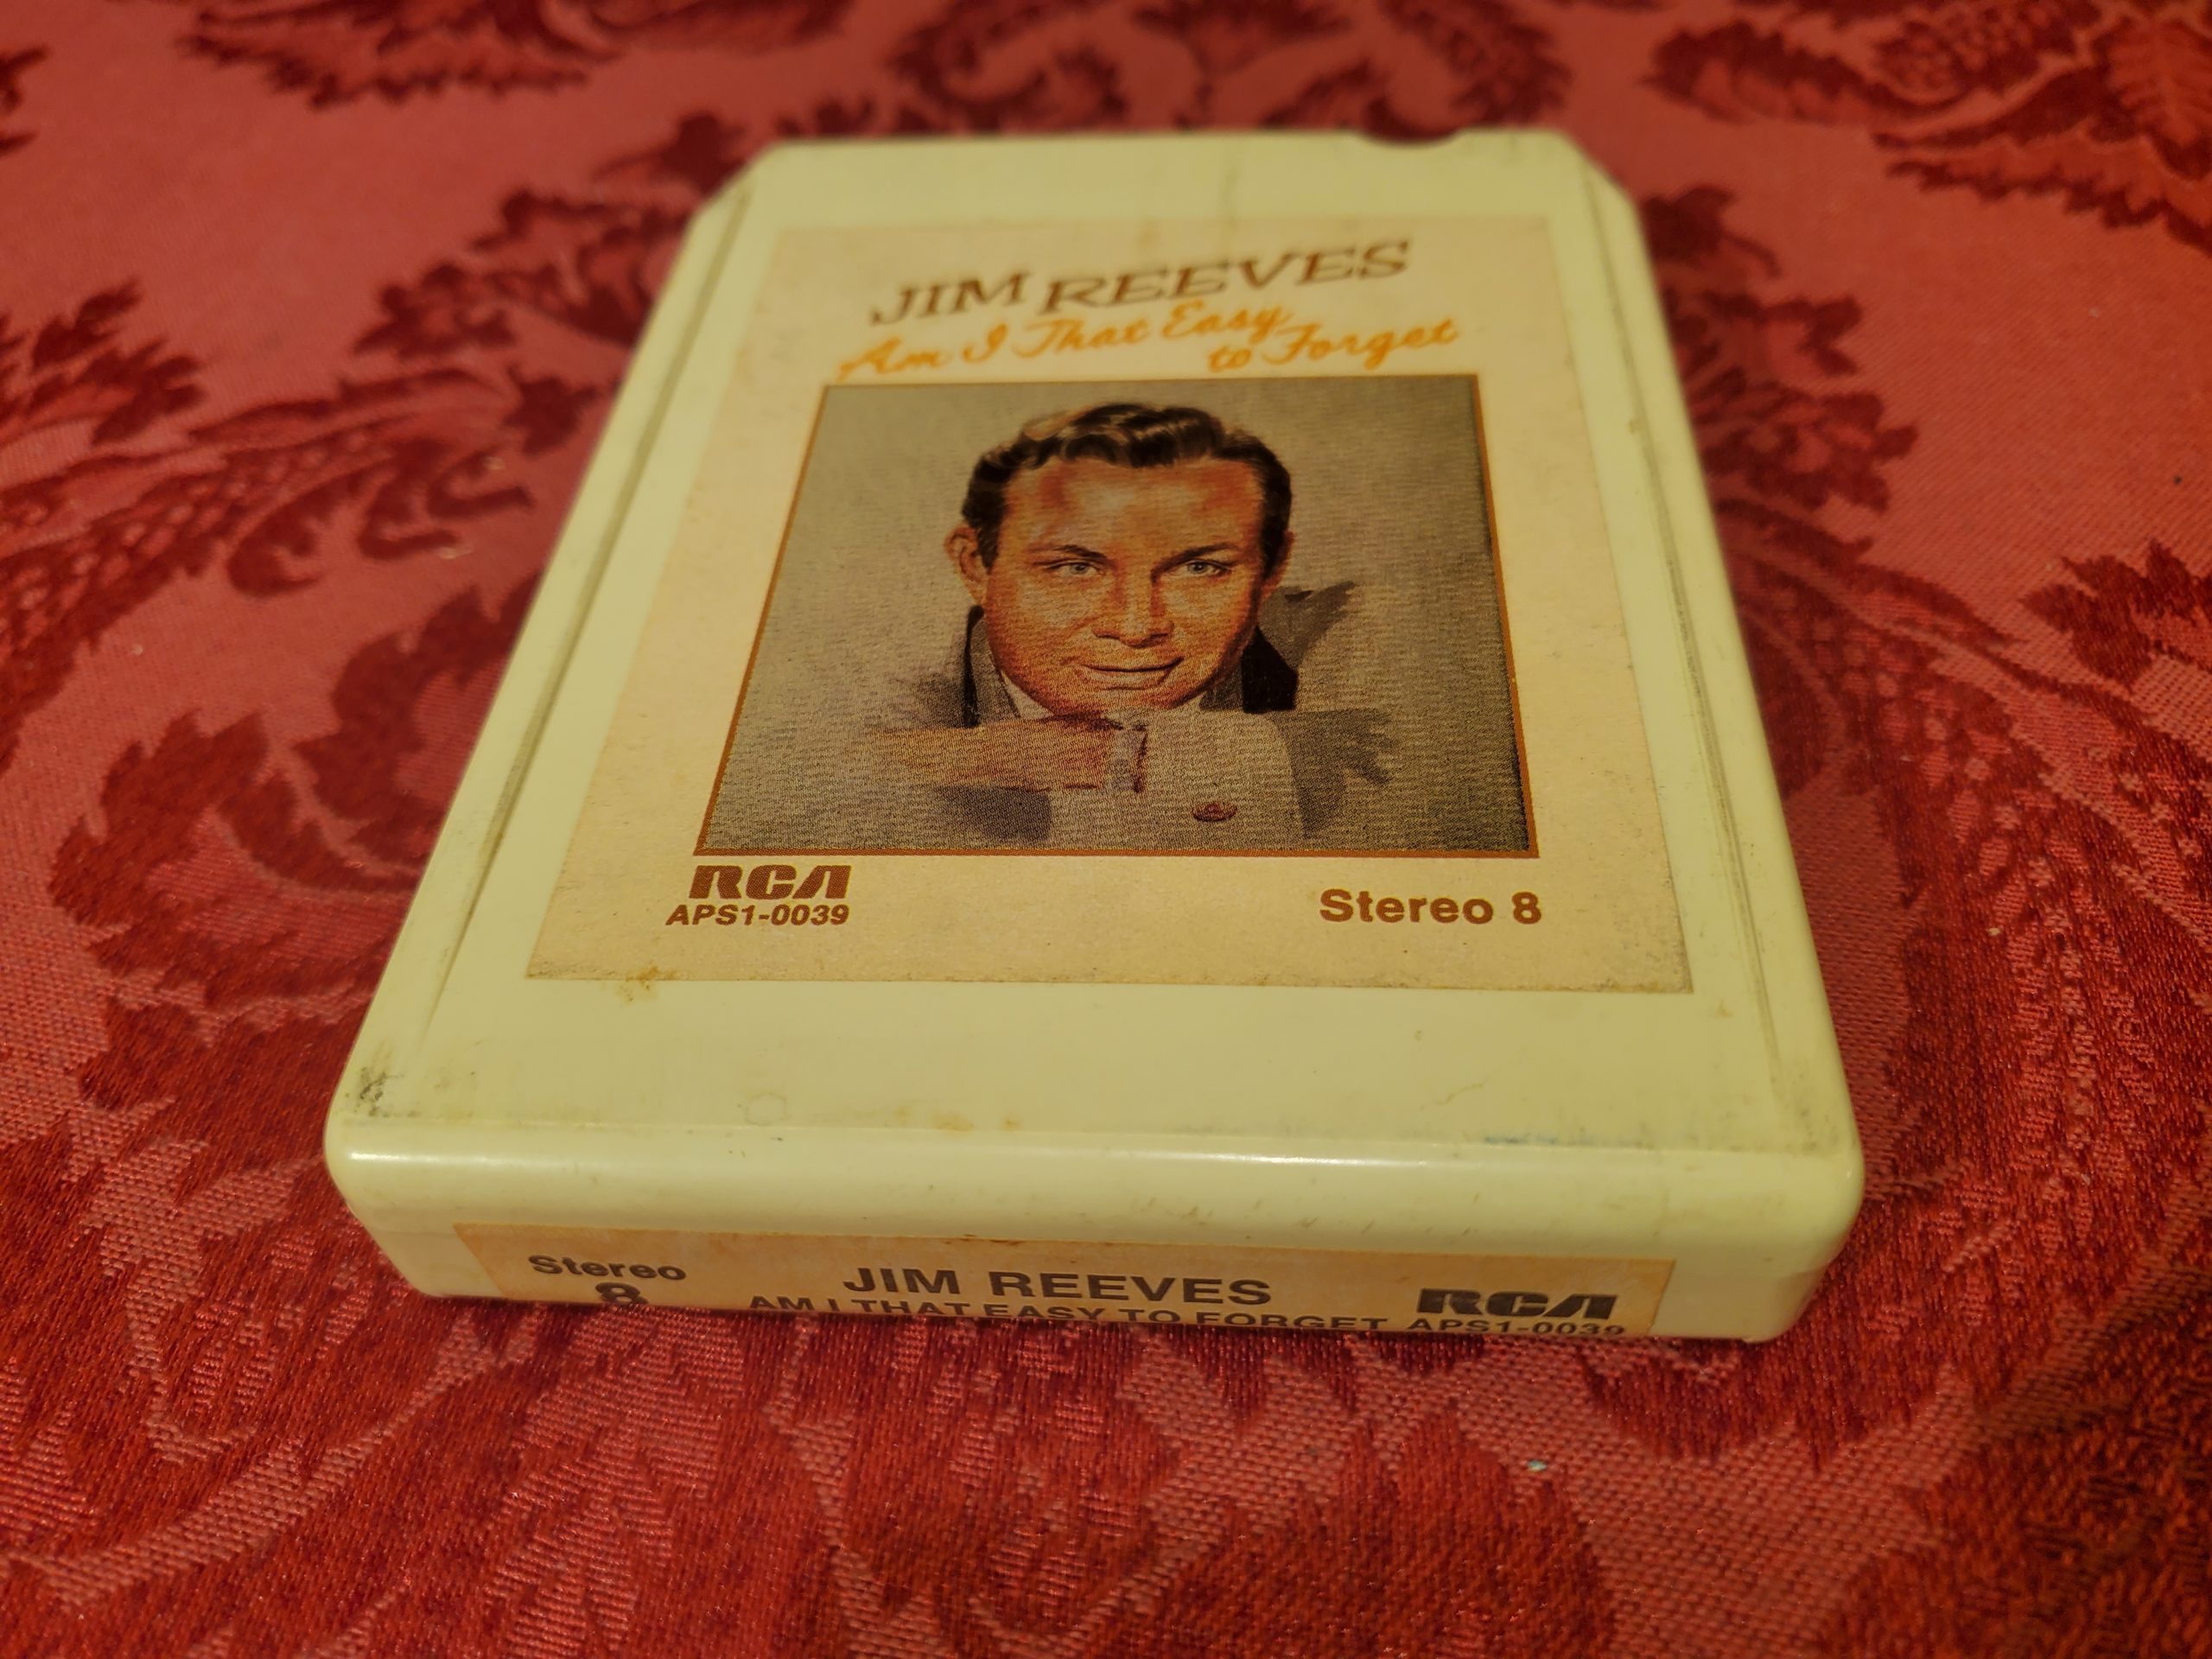 JIM REEVES
Am I That Easy
to Forget
RCA
APS1-0039
Stereo 8
Stereo
8
JIM REEVES
AM I THAT EASY TO FORGET
RCA
APS1-0039